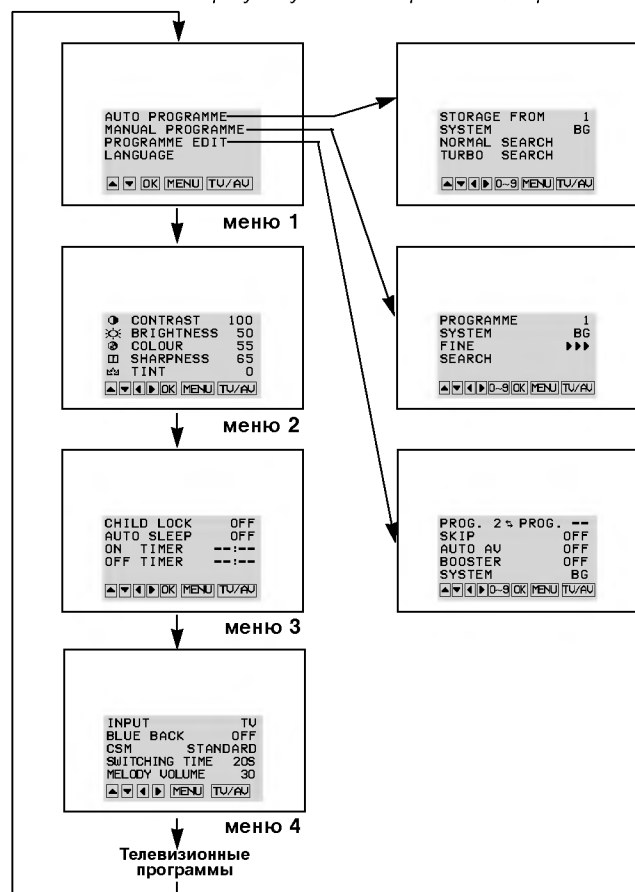 AUTO PROGRAMME
MANUAL PROGRAMME
PROGRAMME EDIT
LANGUAGE
▲ ▼ OK MENU TV/AV
меню 1
STORAGE FROM 1
SYSTEM BG
NORMAL SEARCH
TURBO SEARCH
▲ ▼ ◀ ▶ 0~9 MENU TV/AV
CONTRAST 100
BRIGHTNESS 50
COLOUR 55
SHARPNESS 65
TINT 0
▲ ▼ ◀ ▶ OK MENU TV/AV
меню 2
PROGRAMME 1
SYSTEM BG
FINE ▶▶▶
SEARCH
▲ ▼ ◀ ▶ 0~9 OK MENU TV/AV
CHILD LOCK OFF
AUTO SLEEP OFF
ON TIMER --:--
OFF TIMER --:--
▲ ▼ ◀ ▶ OK MENU TV/AV
меню 3
PROG. 2 PROG. --
SKIP OFF
AUTO AV OFF
BOOSTER OFF
SYSTEM BG
▲ ▼ ◀ ▶ 0~9 OK MENU TV/AV
INPUT TV
BLUE BACK OFF
CSM STANDARD
SWITCHING TIME 20S
MELODY VOLUME 30
▲ ▼ ◀ ▶ MENU TV/AV
меню 4
Телевизионные
программы